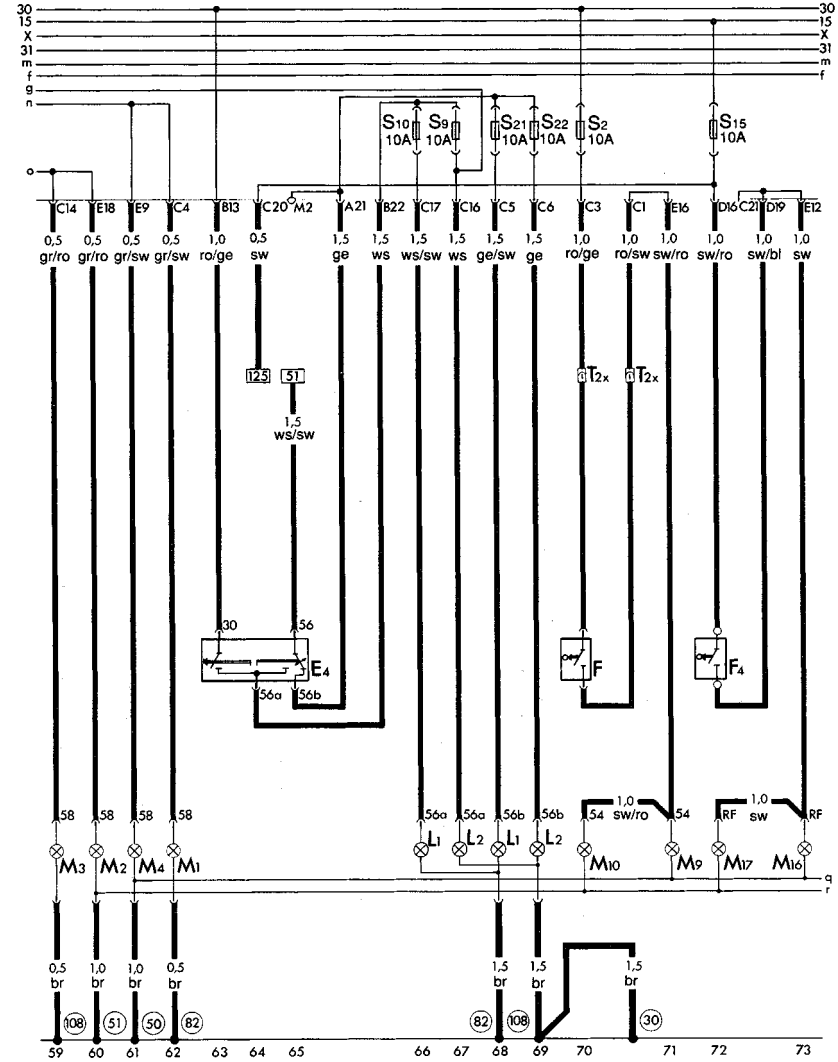 30 30
15 15
X X
31 31
m m
f f
g
n
S10 10A S9 10A S21 10A S22 10A S2 10A S15 10A
o
C14 E18 E9 C4 B13 C20 M2 A21 B22 C17 C16 C5 C6 C3 C1 E16 D16 C21 D19 E12
0,5 0,5 0,5 0,5 1,0 0,5 1,5 1,5 1,5 1,5 1,5 1,5 1,0 1,0 1,0 1,0 1,0 1,0
gr/ro gr/ro gr/sw gr/sw ro/ge sw ge ws ws/sw ws ge/sw ge ro/ge ro/sw sw/ro sw/ro sw/bl sw
125 51 T2x T2x
1,5
ws/sw
30 56
E4 F F4
56a 56b
1,0 1,0
sw/ro sw
58 58 58 58 56a 56a 56b 56b 54 54 RF RF
M3 M2 M4 M1 L1 L2 L1 L2 M10 M9 M17 M16
q
r
0,5 1,0 1,0 0,5 1,5 1,5 1,5
br br br br br br br
108 51 50 82 82 108 30
59 60 61 62 63 64 65 66 67 68 69 70 71 72 73